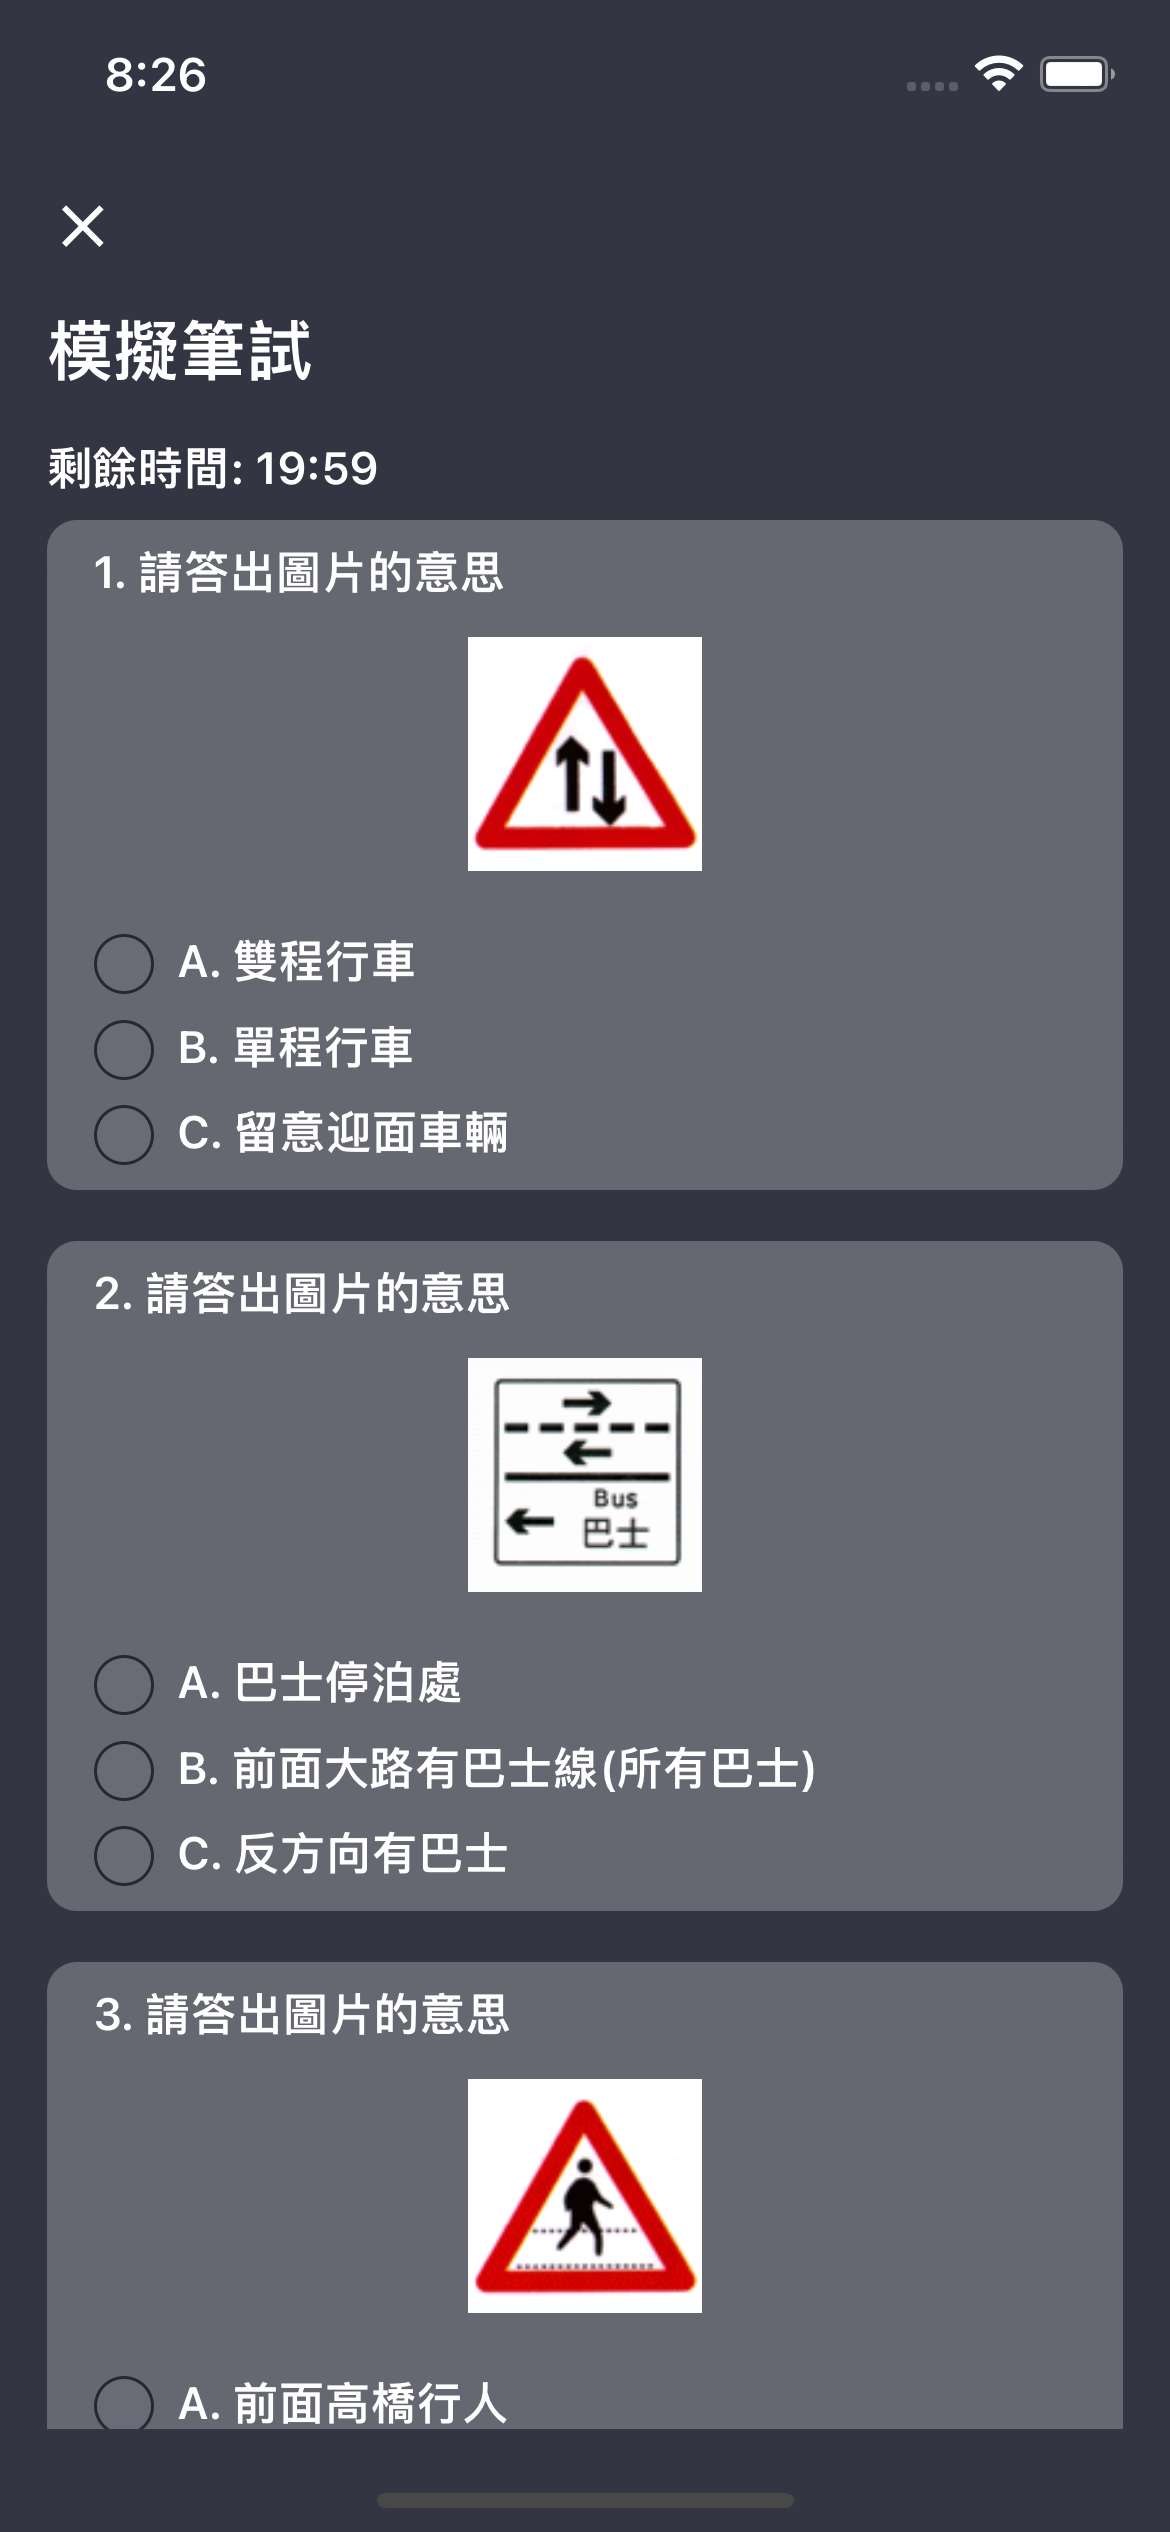 8:26
模擬筆試
剩餘時間: 19:59
1. 請答出圖片的意思
A. 雙程行車
B. 單程行車
C. 留意迎面車輛
2. 請答出圖片的意思
Bus
巴士
A. 巴士停泊處
B. 前面大路有巴士線(所有巴士)
C. 反方向有巴士
3. 請答出圖片的意思
A. 前面高橋行人